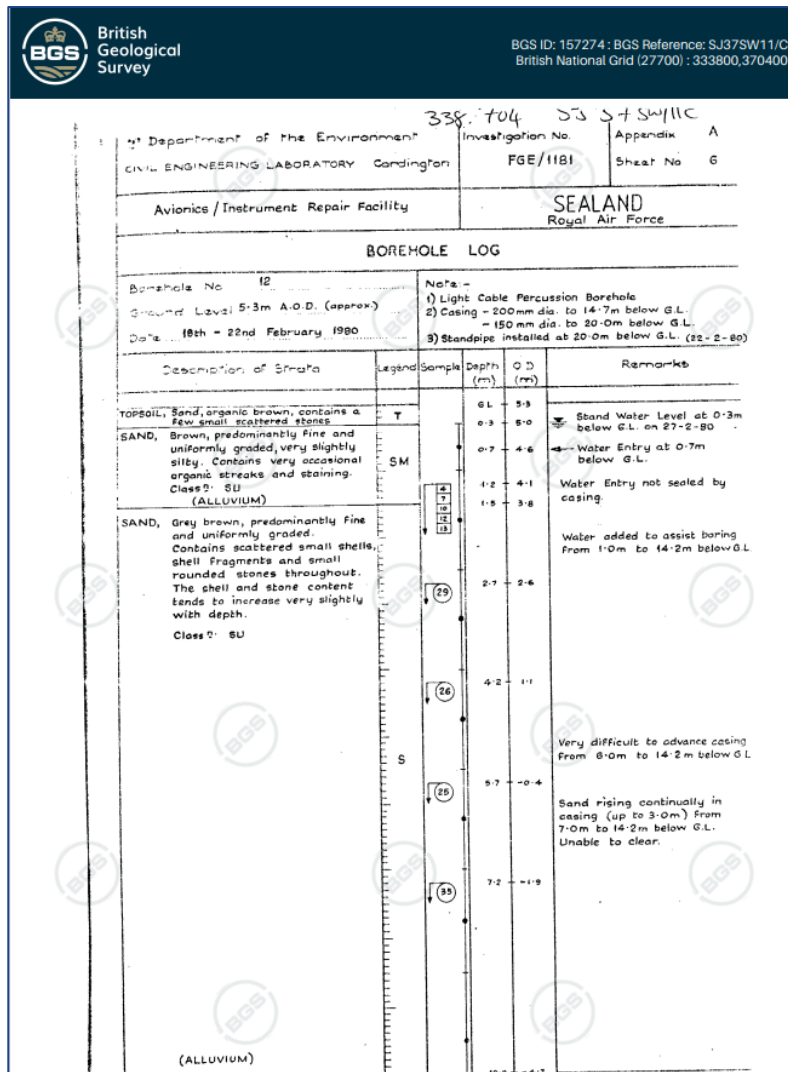 British
Geological
Survey
BGS
BGS ID: 157274 : BGS Reference: SJ37SW11/C
British National Grid (27700) : 333800,370400
338. 704
Department of the Environment
CIVIL ENGINEERING LABORATORY Cardington
Investigation No.
FGE/1181
Appendix A
Sheet No 6
Avionics / Instrument Repair Facility
SEALAND
Royal Air Force
BOREHOLE LOG
Borehole No 12
Ground Level 5·3m A.O.D. (approx.)
Date 18th - 22nd February 1980
Note:-
1) Light Cable Percussion Borehole
2) Casing - 200mm dia. to 14·7m below G.L.
- 150mm dia. to 20·0m below G.L.
3) Standpipe installed at 20·0m below G.L. (22-2-80)
Description of Strata Legend Sample Depth (m) O D (m) Remarks
GL 5·3
TOPSOIL, Sand, organic brown, contains a
few small scattered stones
T
0·3 5·0
Stand Water Level at 0·3m
below G.L. on 27-2-80
SAND, Brown, predominantly fine and
uniformly graded, very slightly
silty. Contains very occasional
organic streaks and staining.
Class: SU
(ALLUVIUM)
SM
0·7 4·6
Water Entry at 0·7m
below G.L.
1·2 4·1
Water Entry not sealed by
casing.
4
7
10
12
13
1·5 3·8
SAND, Grey brown, predominantly fine
and uniformly graded.
Contains scattered small shells,
shell fragments and small
rounded stones throughout.
The shell and stone content
tends to increase very slightly
with depth.
Class: SU
Water added to assist boring
from 1·0m to 14·2m below G.L
29
2·7 2·6
26
4·2 1·1
S
Very difficult to advance casing
from 6·0m to 14·2m below G L
25
5·7 -0·4
Sand rising continually in
casing (up to 3·0m) from
7·0m to 14·2m below G.L.
Unable to clear.
35
7·2 -1·9
(ALLUVIUM)